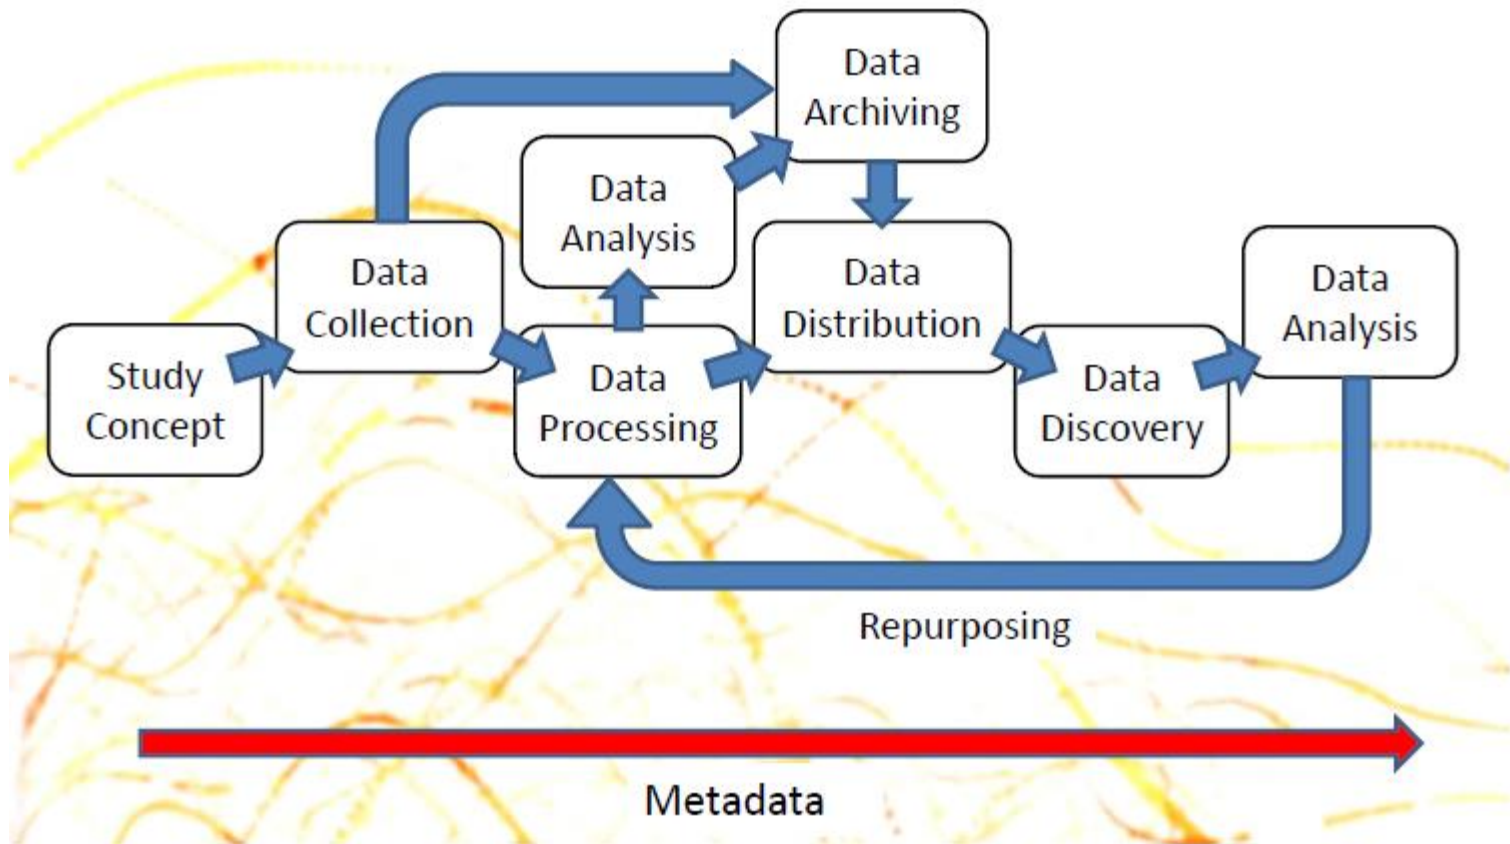 Data
Archiving
Data
Analysis
Data
Collection
Data
Distribution
Data
Analysis
Study
Concept
Data
Processing
Data
Discovery
Repurposing
Metadata